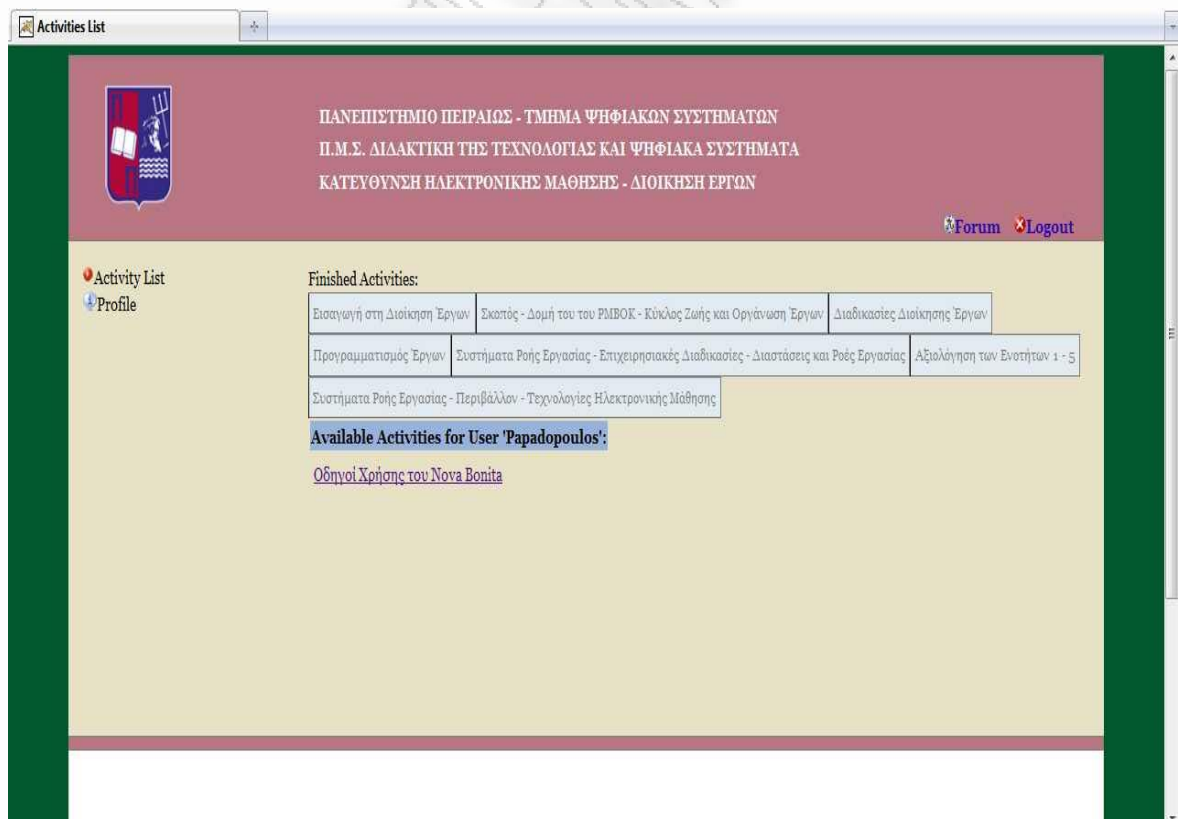 Activities List
ΠΑΝΕΠΙΣΤΗΜΙΟ ΠΕΙΡΑΙΩΣ - ΤΜΗΜΑ ΨΗΦΙΑΚΩΝ ΣΥΣΤΗΜΑΤΩΝ
Π.Μ.Σ. ΔΙΔΑΚΤΙΚΗ ΤΗΣ ΤΕΧΝΟΛΟΓΙΑΣ ΚΑΙ ΨΗΦΙΑΚΑ ΣΥΣΤΗΜΑΤΑ
ΚΑΤΕΥΘΥΝΣΗ ΗΛΕΚΤΡΟΝΙΚΗΣ ΜΑΘΗΣΗΣ - ΔΙΟΙΚΗΣΗ ΕΡΓΩΝ
Forum Logout
Activity List
Profile
Finished Activities:
Εισαγωγή στη Διοίκηση Έργων Σκοπός - Δομή του του PMBOK - Κύκλος Ζωής και Οργάνωση Έργων Διαδικασίες Διοίκησης Έργων
Προγραμματισμός Έργων Συστήματα Ροής Εργασίας - Επιχειρησιακές Διαδικασίες - Διαστάσεις και Ροές Εργασίας Αξιολόγηση των Ενοτήτων 1 - 5
Συστήματα Ροής Εργασίας - Περιβάλλον - Τεχνολογίες Ηλεκτρονικής Μάθησης
Available Activities for User 'Papadopoulos':
Οδηγοί Χρήσης του Nova Bonita